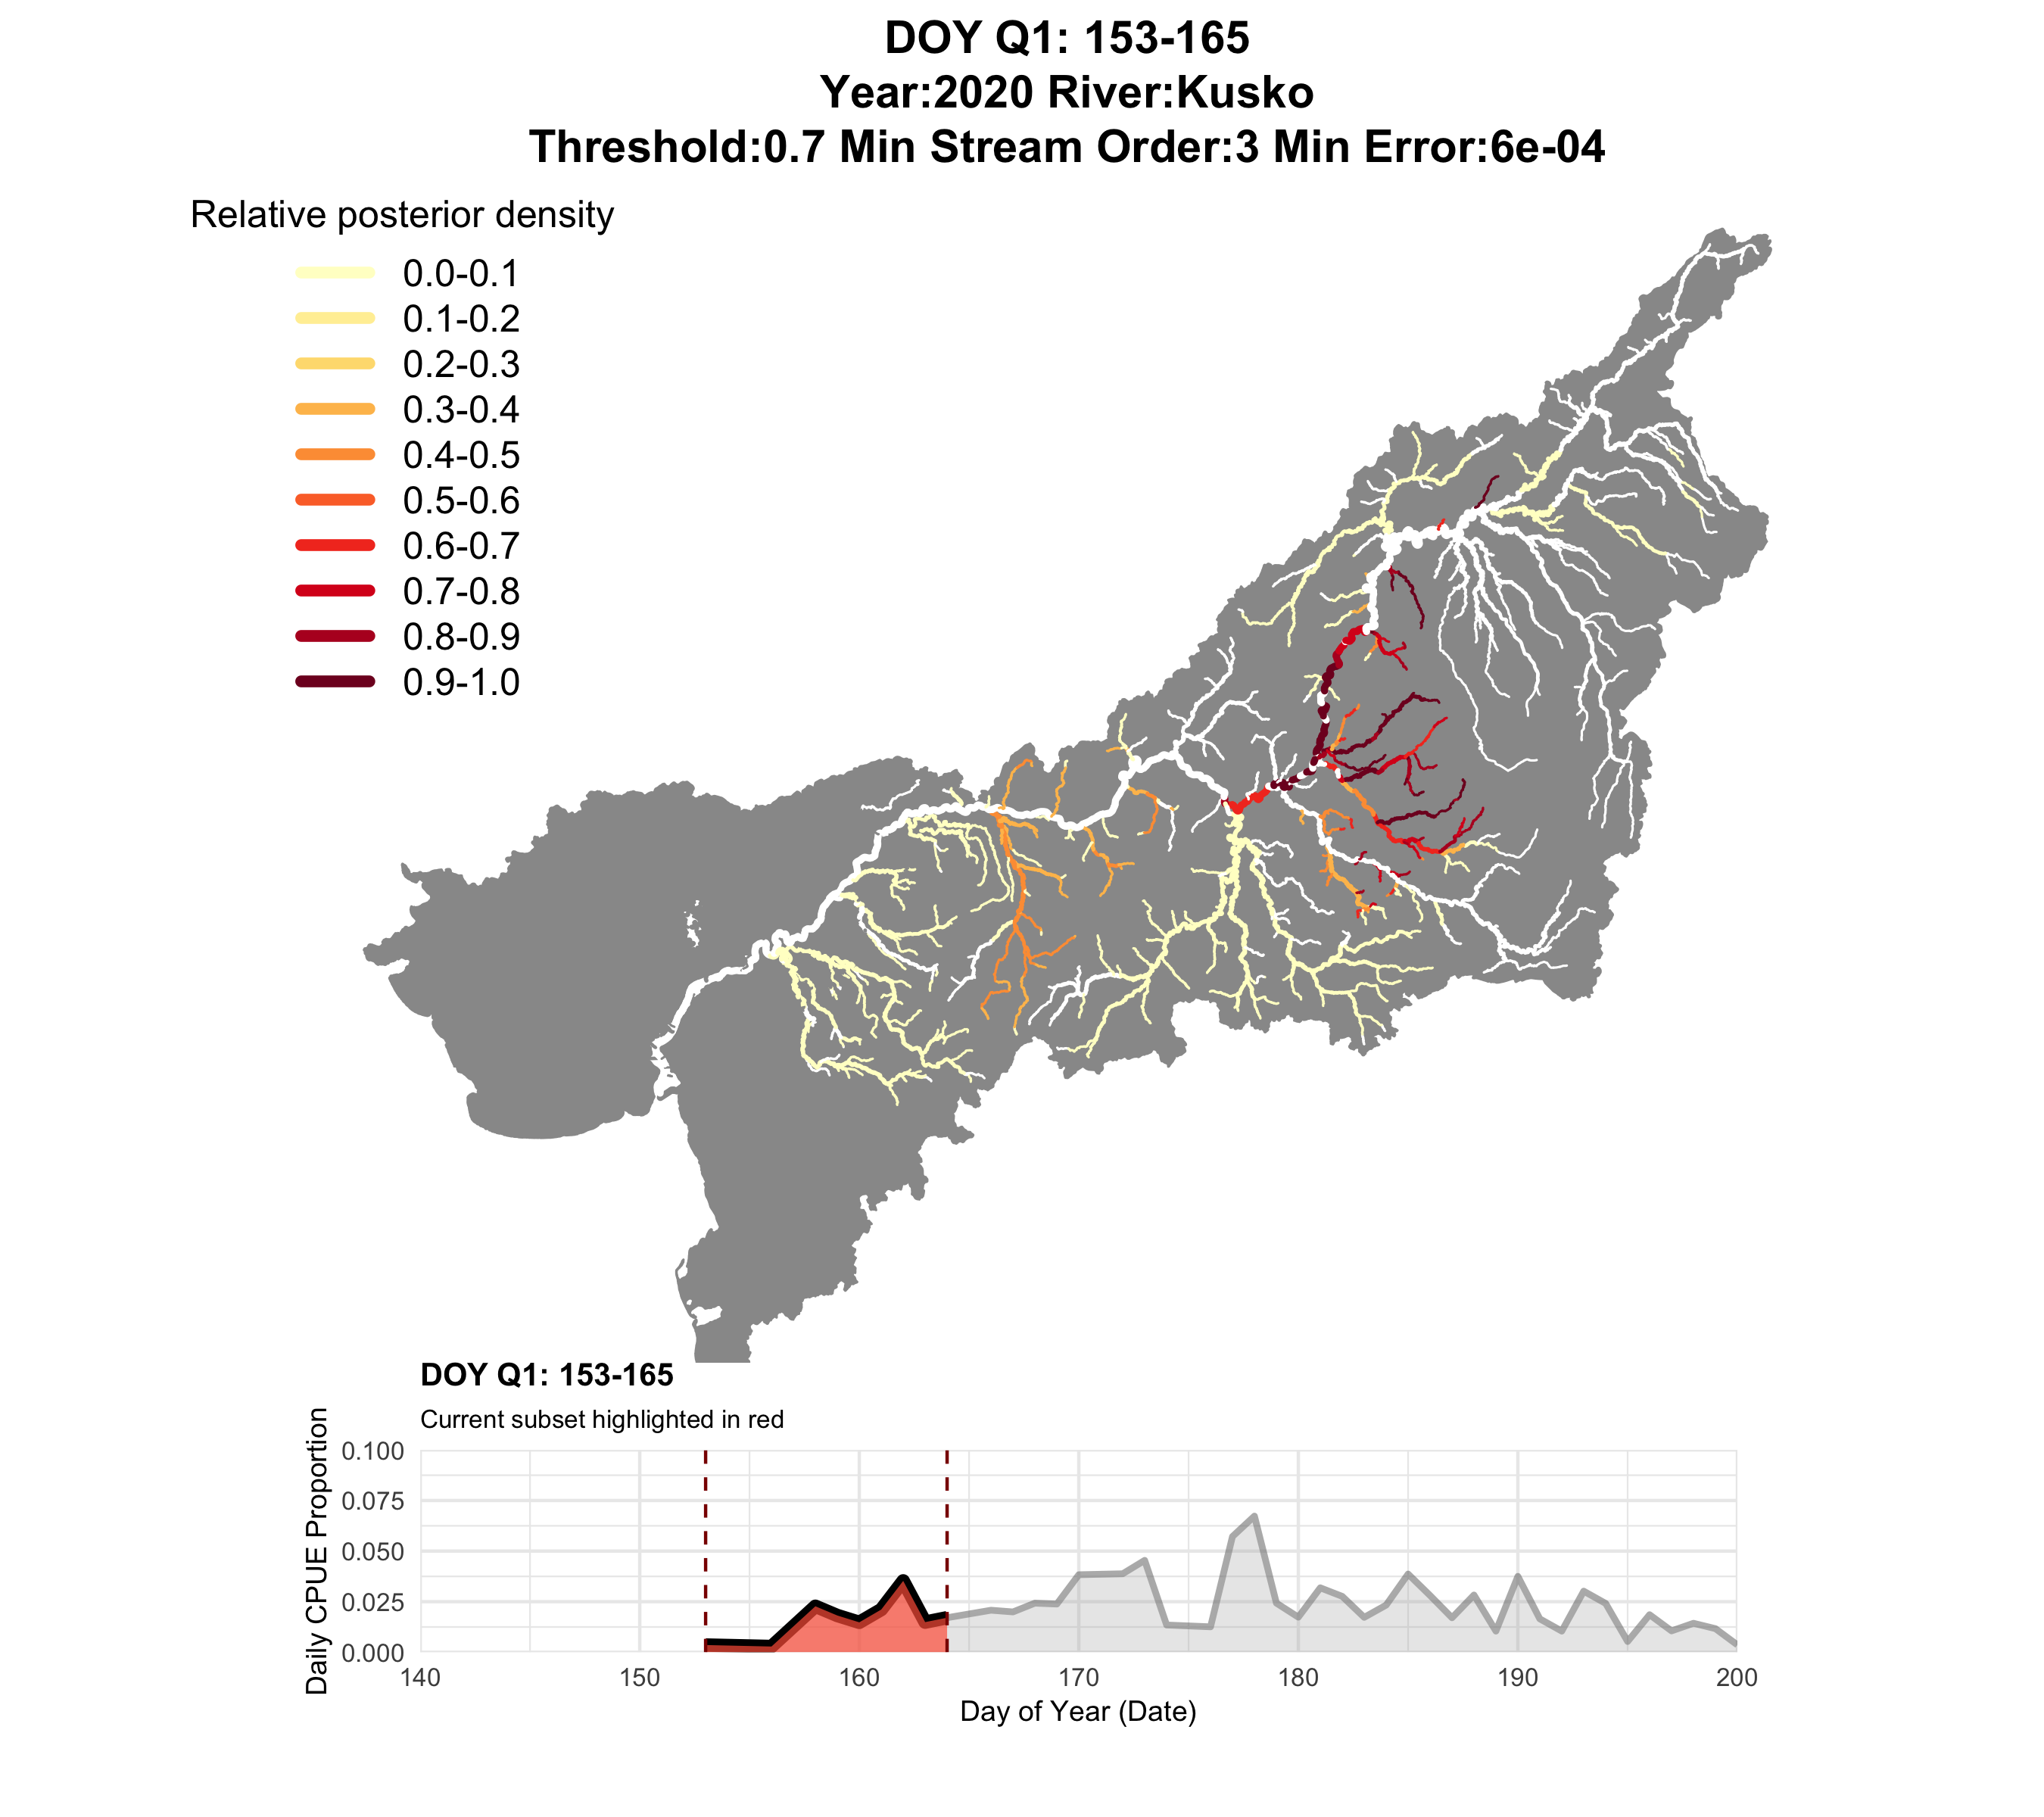 DOY Q1: 153-165
Year:2020 River:Kusko
Threshold:0.7 Min Stream Order:3 Min Error:6e-04
Relative posterior density
0.0-0.1
0.1-0.2
0.2-0.3
0.3-0.4
0.4-0.5
0.5-0.6
0.6-0.7
0.7-0.8
0.8-0.9
0.9-1.0
DOY Q1: 153-165
Current subset highlighted in red
Daily CPUE Proportion
0.100
0.075
0.050
0.025
0.000
140 150 160 170 180 190 200
Day of Year (Date)